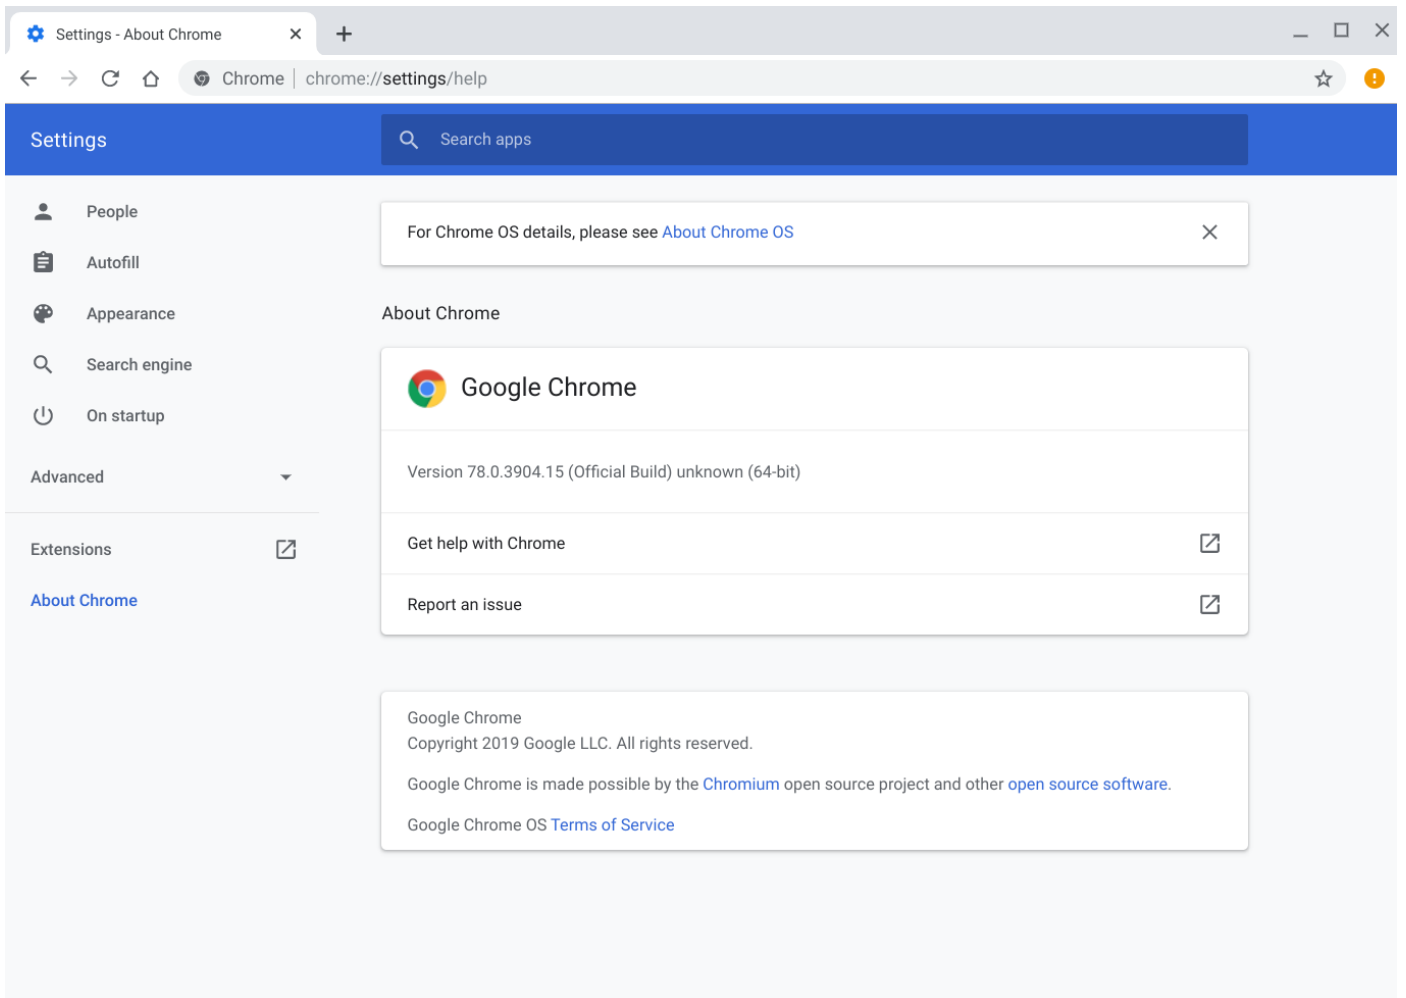 Settings - About Chrome
Chrome | chrome://settings/help
Settings
Search apps
People
Autofill
Appearance
Search engine
On startup
Advanced
Extensions
About Chrome
For Chrome OS details, please see About Chrome OS
About Chrome
Google Chrome
Version 78.0.3904.15 (Official Build) unknown (64-bit)
Get help with Chrome
Report an issue
Google Chrome
Copyright 2019 Google LLC. All rights reserved.
Google Chrome is made possible by the Chromium open source project and other open source software.
Google Chrome OS Terms of Service